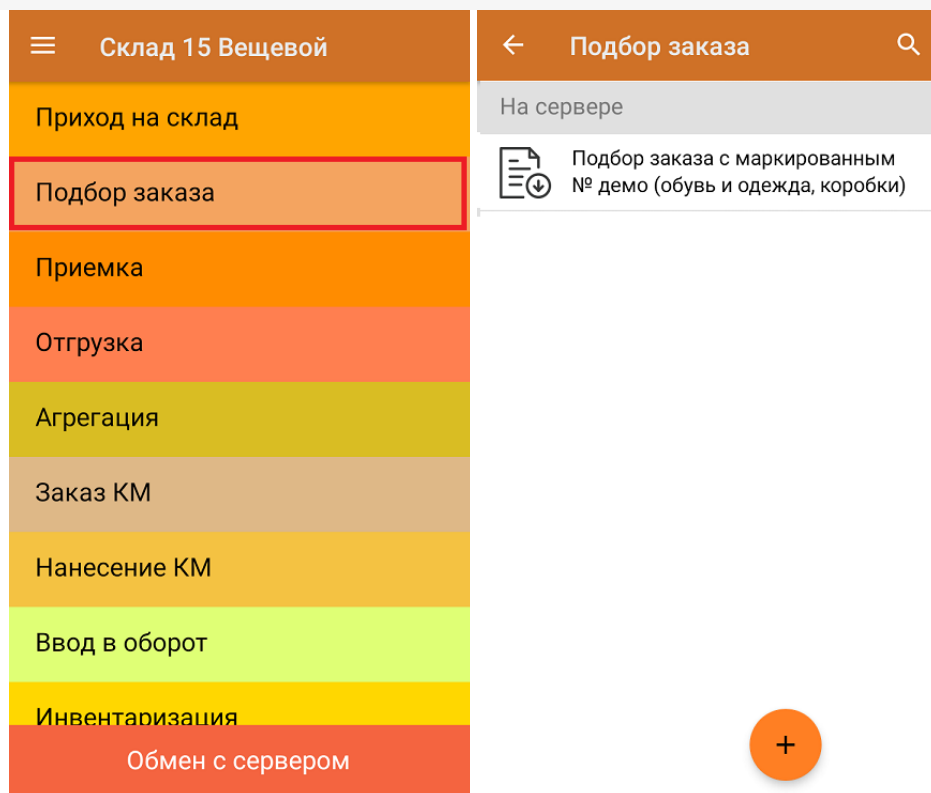 Склад 15 Вещевой
Приход на склад
Подбор заказа
Приемка
Отгрузка
Агрегация
Заказ КМ
Нанесение КМ
Ввод в оборот
Инвентаризация
Обмен с сервером
Подбор заказа
На сервере
Подбор заказа с маркированным
№ демо (обувь и одежда, коробки)
+